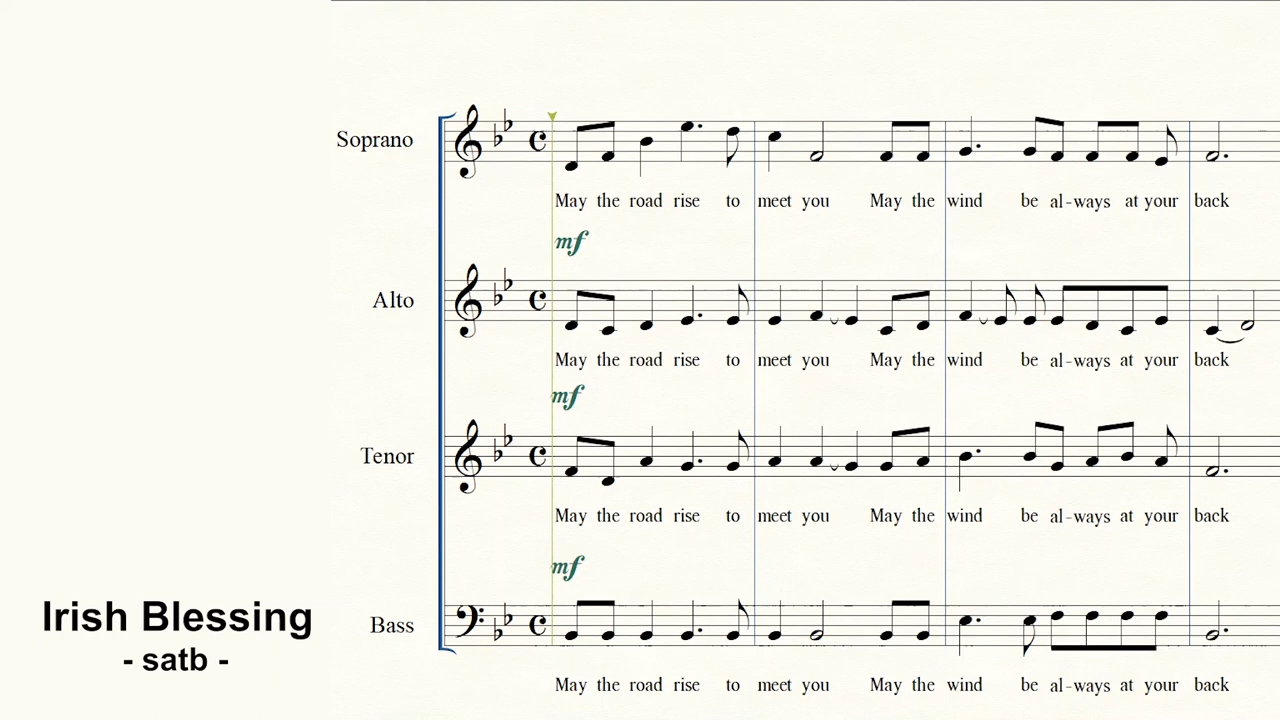 Soprano
May the road rise to meet you May the wind be al-ways at your back
mf
Alto
May the road rise to meet you May the wind be al-ways at your back
mf
Tenor
May the road rise to meet you May the wind be al-ways at your back
mf
Bass
May the road rise to meet you May the wind be al-ways at your back
Irish Blessing
- satb -